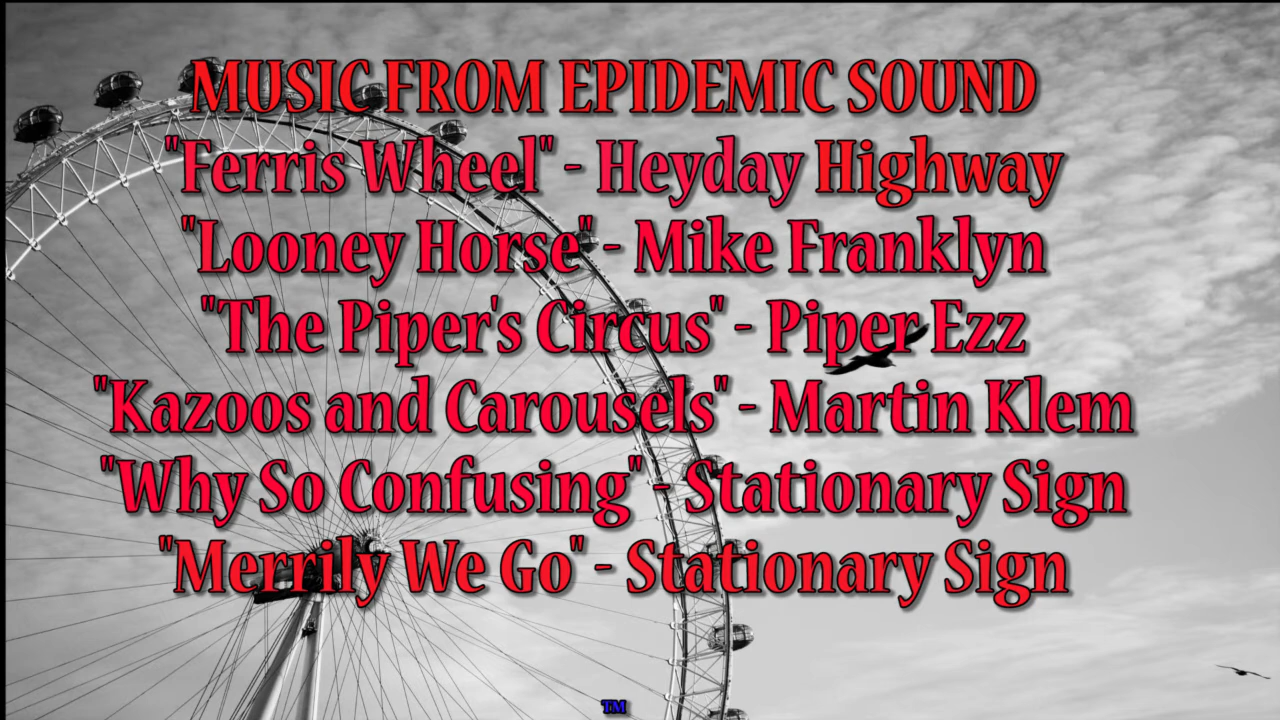 MUSIC FROM EPIDEMIC SOUND
"Ferris Wheel" - Heyday Highway
"Looney Horse" - Mike Franklyn
"The Piper's Circus" - Piper Ezz
"Kazoos and Carousels" - Martin Klem
"Why So Confusing" - Stationary Sign
"Merrily We Go" - Stationary Sign
TM